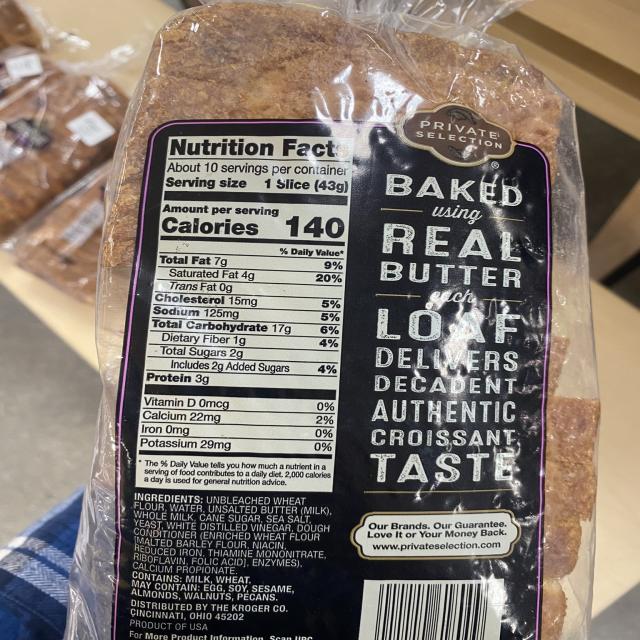 PRIVATE
SELECTION
®
Nutrition Facts
About 10 servings per container
Serving size 1 Slice (43g)
Amount per serving
Calories 140
% Daily Value*
Total Fat 7g 9%
Saturated Fat 4g 20%
Trans Fat 0g
Cholesterol 15mg 5%
Sodium 125mg 5%
Total Carbohydrate 17g 6%
Dietary Fiber 1g 4%
Total Sugars 2g
Includes 2g Added Sugars 4%
Protein 3g
Vitamin D 0mcg 0%
Calcium 22mg 2%
Iron 0mg 0%
Potassium 29mg 0%
* The % Daily Value tells you how much a nutrient in a
serving of food contributes to a daily diet. 2,000 calories
a day is used for general nutrition advice.
INGREDIENTS: UNBLEACHED WHEAT
FLOUR, WATER, UNSALTED BUTTER (MILK),
WHOLE MILK, CANE SUGAR, SEA SALT,
YEAST, WHITE DISTILLED VINEGAR, DOUGH
CONDITIONER (ENRICHED WHEAT FLOUR
[MALTED BARLEY FLOUR, NIACIN,
REDUCED IRON, THIAMINE MONONITRATE,
RIBOFLAVIN, FOLIC ACID], ENZYMES),
CALCIUM PROPIONATE.
CONTAINS: MILK, WHEAT.
MAY CONTAIN: EGG, SOY, SESAME,
ALMONDS, WALNUTS, PECANS.
DISTRIBUTED BY THE KROGER CO.
CINCINNATI, OHIO 45202
PRODUCT OF USA
For More Product Information, Scan UPC
BAKED
using
REAL
BUTTER
each
LOAF
DELIVERS
DECADENT
AUTHENTIC
CROISSANT
TASTE
Our Brands. Our Guarantee.
Love It or Your Money Back.
www.privateselection.com